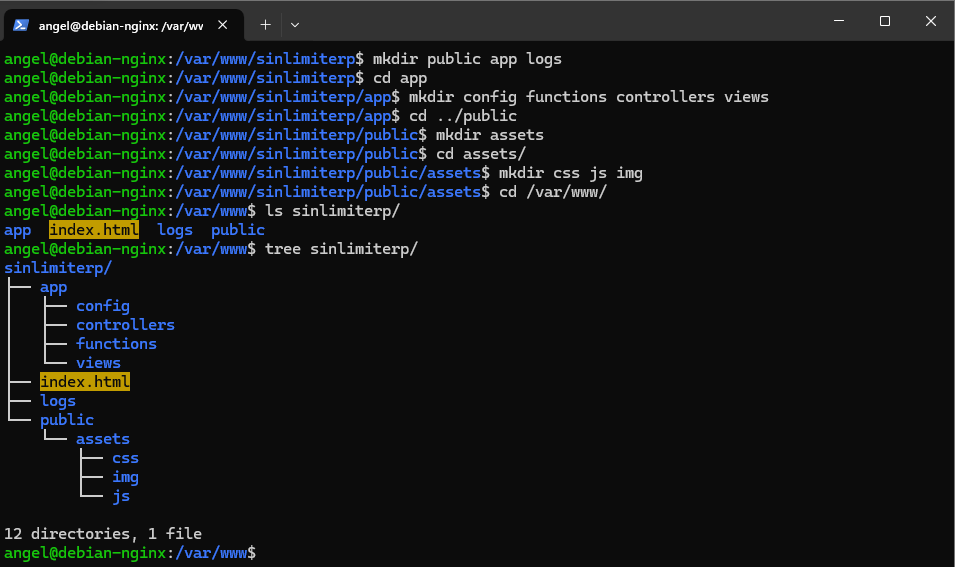 angel@debian-nginx: /var/wv
angel@debian-nginx:/var/www/sinlimiterp$ mkdir public app logs
angel@debian-nginx:/var/www/sinlimiterp$ cd app
angel@debian-nginx:/var/www/sinlimiterp/app$ mkdir config functions controllers views
angel@debian-nginx:/var/www/sinlimiterp/app$ cd ../public
angel@debian-nginx:/var/www/sinlimiterp/public$ mkdir assets
angel@debian-nginx:/var/www/sinlimiterp/public$ cd assets/
angel@debian-nginx:/var/www/sinlimiterp/public/assets$ mkdir css js img
angel@debian-nginx:/var/www/sinlimiterp/public/assets$ cd /var/www/
angel@debian-nginx:/var/www$ ls sinlimiterp/
app  index.html  logs  public
angel@debian-nginx:/var/www$ tree sinlimiterp/
sinlimiterp/
├── app
│   ├── config
│   ├── controllers
│   ├── functions
│   └── views
├── index.html
├── logs
└── public
    └── assets
        ├── css
        ├── img
        └── js
12 directories, 1 file
angel@debian-nginx:/var/www$